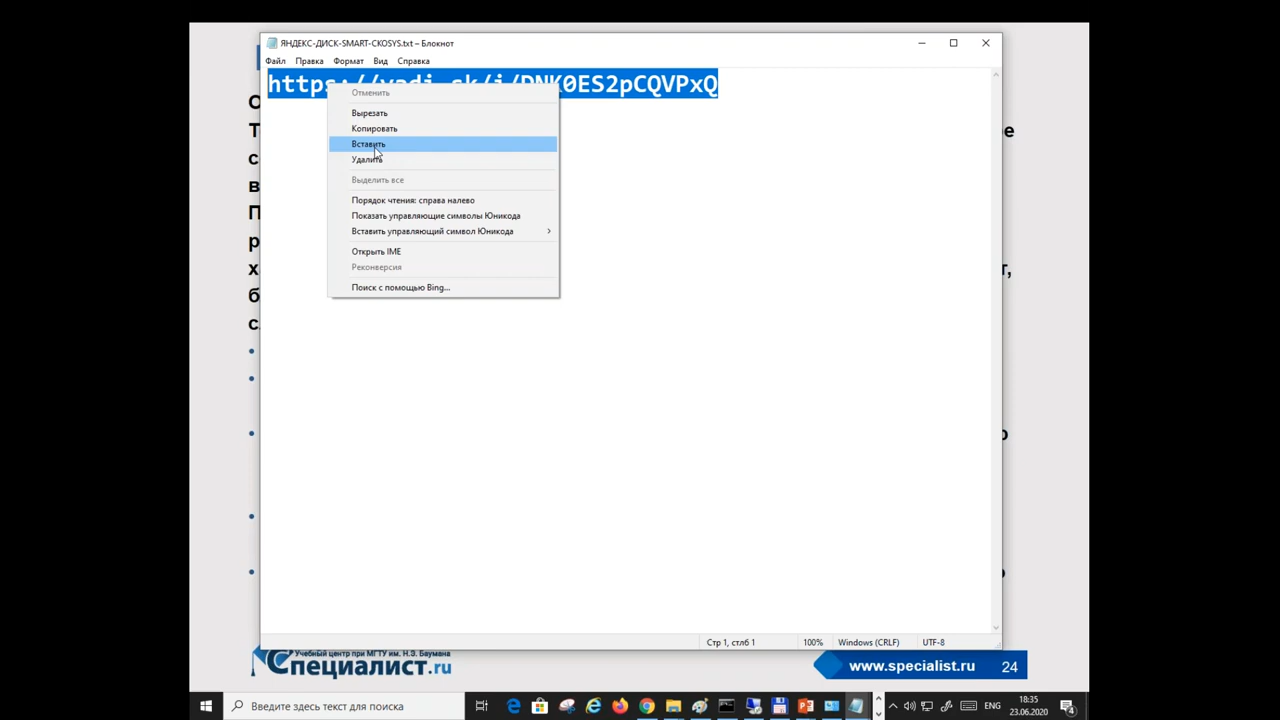 ЯНДЕКС-ДИСК-SMART-CKOSYS.txt – Блокнот
Файл Правка Формат Вид Справка
https://yadi.sk/i/DNK0ES2pCQVPxQ
Отменить
Вырезать
Копировать
Вставить
Удалить
Выделить все
Порядок чтения: справа налево
Показать управляющие символы Юникода
Вставить управляющий символ Юникода
Открыть IME
Реконверсия
Поиск с помощью Bing...
Стр 1, стлб 1 100% Windows (CRLF) UTF-8
Учебный центр при МГТУ им. Н.Э. Баумана
Специалист.ru
www.specialist.ru 24
Введите здесь текст для поиска
ENG
18:35
23.06.2020
4